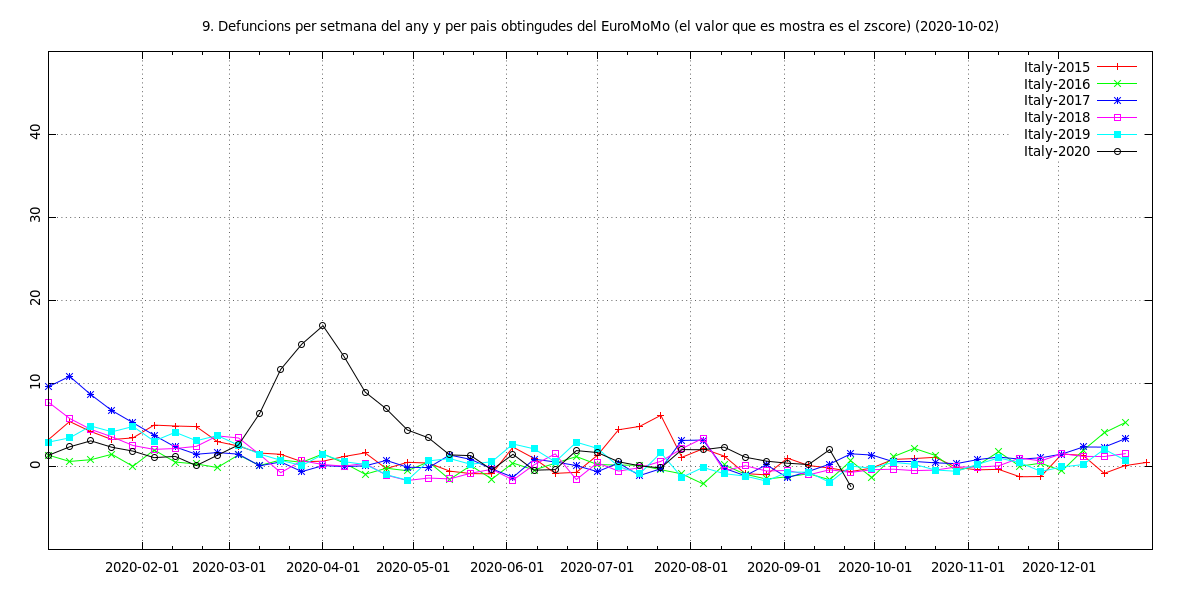 9. Defuncions per setmana del any y per pais obtingudes del EuroMoMo (el valor que es mostra es el zscore) (2020-10-02)
Italy-2015
Italy-2016
Italy-2017
Italy-2018
Italy-2019
Italy-2020
40
30
20
10
0
2020-02-01 2020-03-01 2020-04-01 2020-05-01 2020-06-01 2020-07-01 2020-08-01 2020-09-01 2020-10-01 2020-11-01 2020-12-01